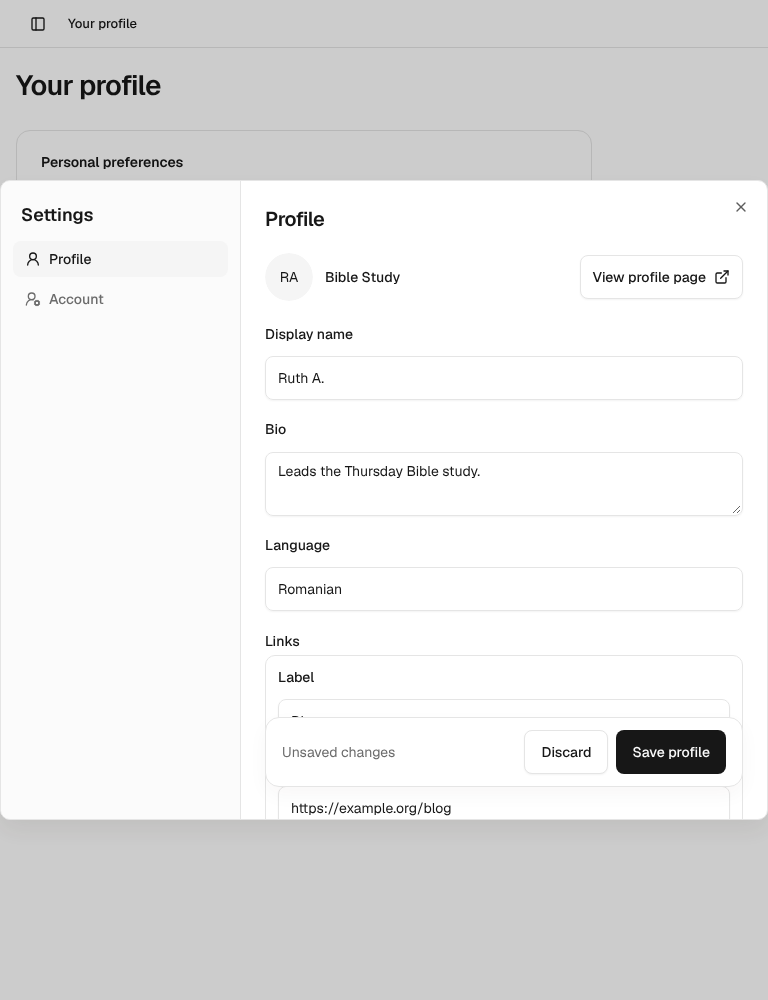 Your profile
Your profile
Personal preferences
Settings
Profile
Account
Profile
RA
Bible Study
View profile page
Display name
Ruth A.
Bio
Leads the Thursday Bible study.
Language
Romanian
Links
Label
Unsaved changes
Discard
Save profile
https://example.org/blog